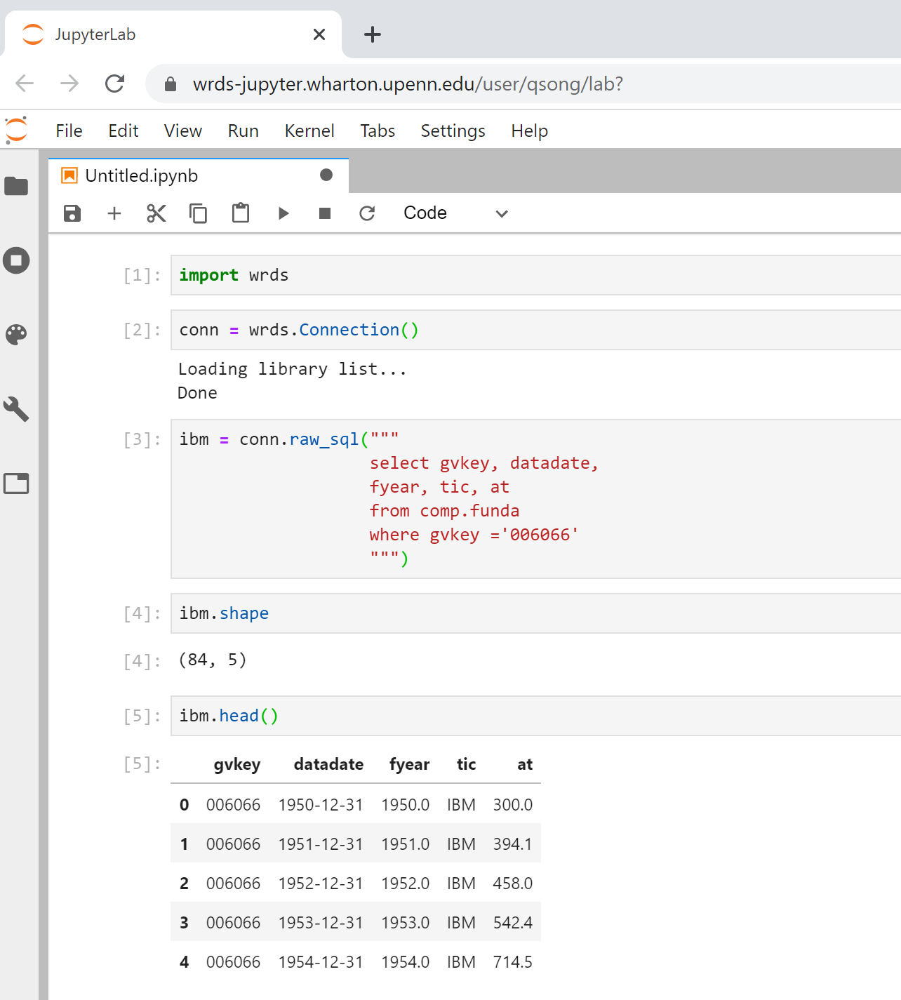 JupyterLab
wrds-jupyter.wharton.upenn.edu/user/qsong/lab?
File Edit View Run Kernel Tabs Settings Help
Untitled.ipynb
Code
[1]: import wrds
[2]: conn = wrds.Connection()
Loading library list...
Done
[3]: ibm = conn.raw_sql("""
select gvkey, datadate,
fyear, tic, at
from comp.funda
where gvkey ='006066'
""")
[4]: ibm.shape
[4]: (84, 5)
[5]: ibm.head()
[5]: gvkey datadate fyear tic at
0 006066 1950-12-31 1950.0 IBM 300.0
1 006066 1951-12-31 1951.0 IBM 394.1
2 006066 1952-12-31 1952.0 IBM 458.0
3 006066 1953-12-31 1953.0 IBM 542.4
4 006066 1954-12-31 1954.0 IBM 714.5